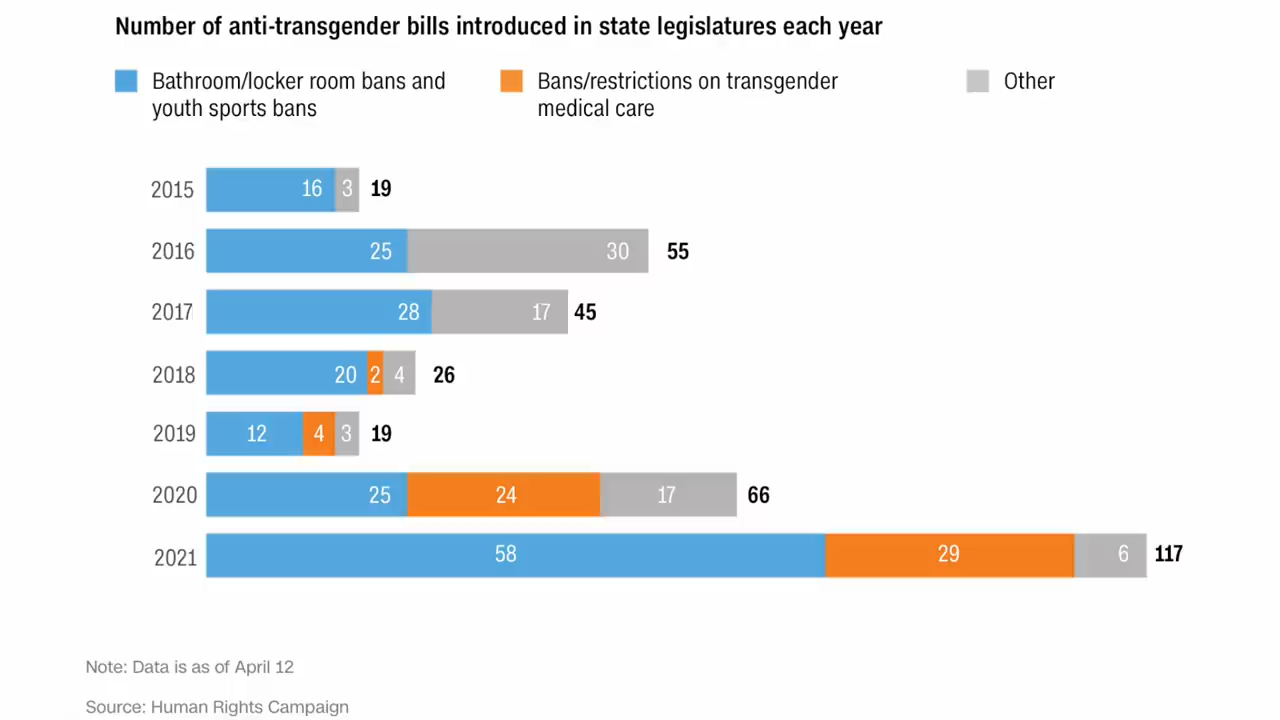 Number of anti-transgender bills introduced in state legislatures each year
Bathroom/locker room bans and
youth sports bans
Bans/restrictions on transgender
medical care
Other
2015 16 3 19
2016 25 30 55
2017 28 17 45
2018 20 2 4 26
2019 12 4 3 19
2020 25 24 17 66
2021 58 29 6 117
Note: Data is as of April 12
Source: Human Rights Campaign